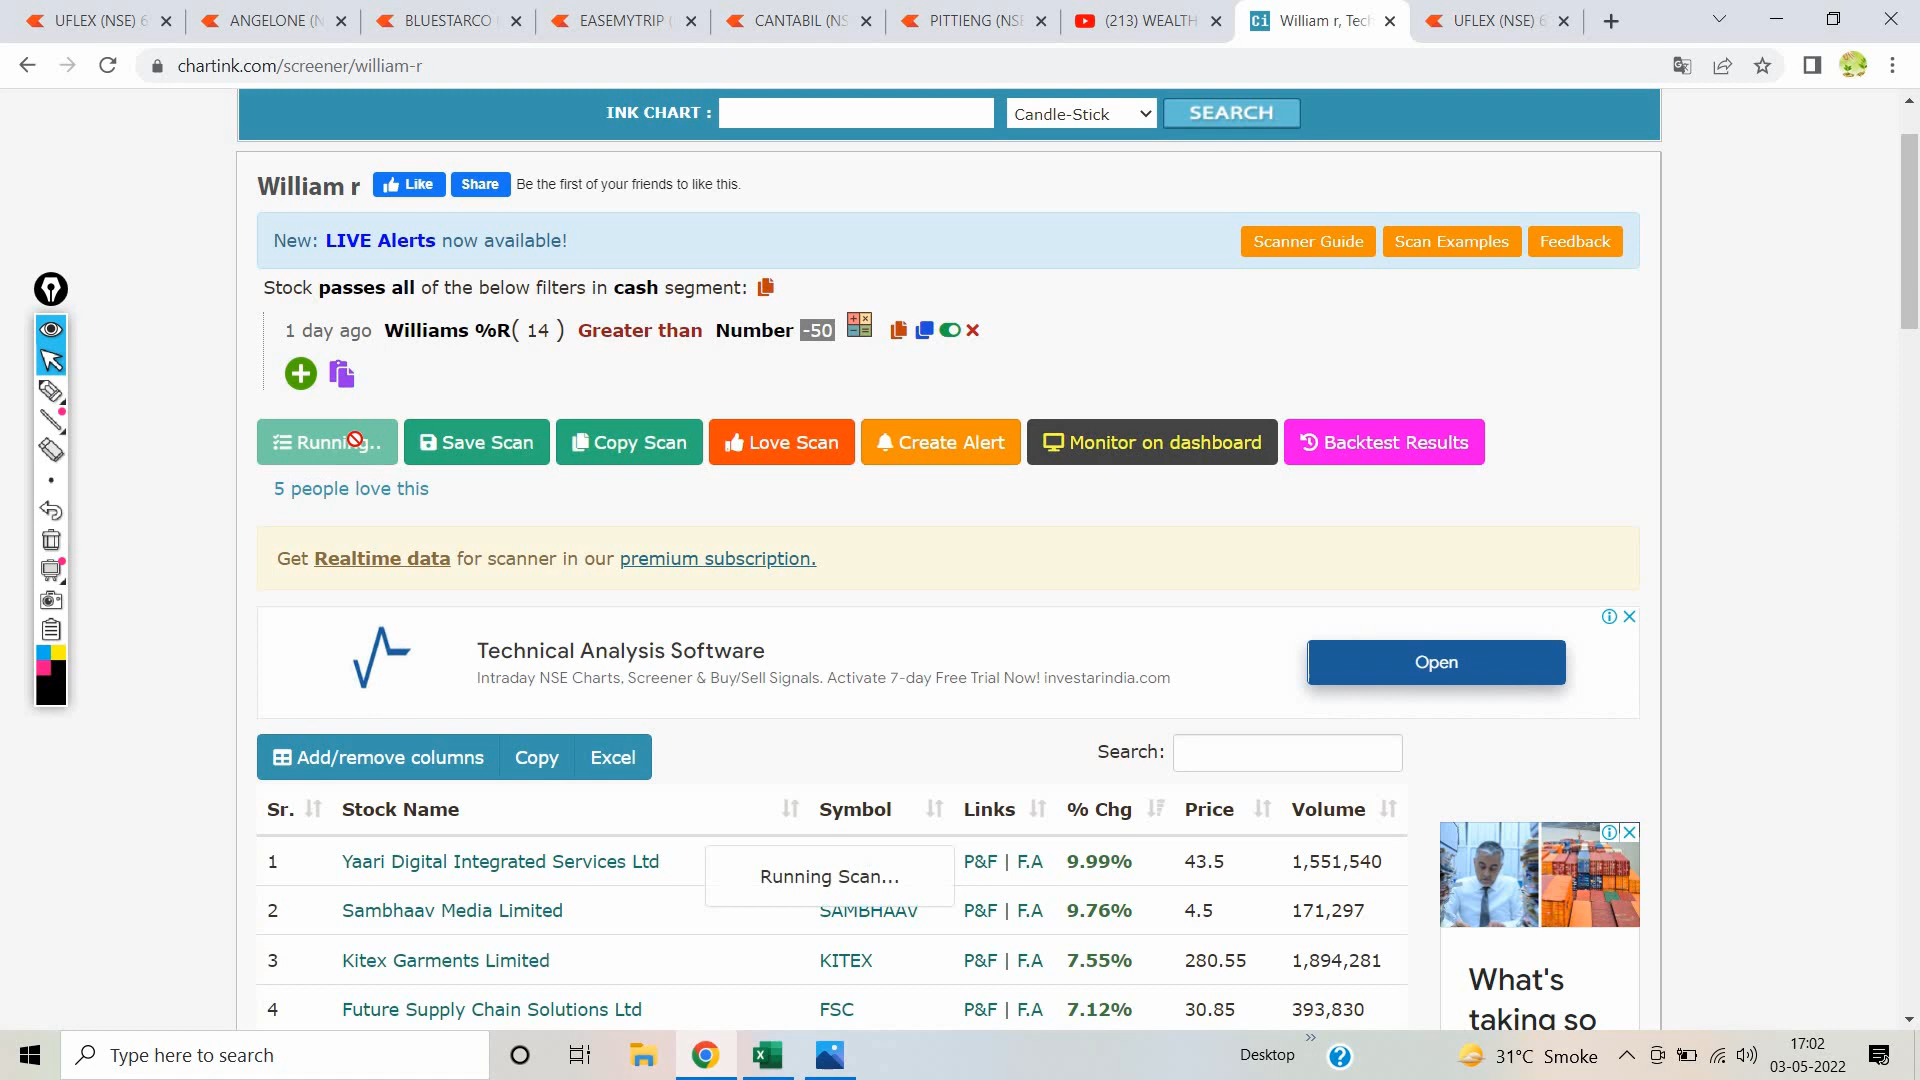 UFLEX (NSE) 6
ANGELONE (N
BLUESTARCO
EASEMYTRIP (
CANTABIL (NS
PITTIENG (NSE
(213) WEALTH
Ci William r, Tech
UFLEX (NSE) 6
chartink.com/screener/william-r
INK CHART :
Candle-Stick
SEARCH
William r Like Share Be the first of your friends to like this.
New: LIVE Alerts now available! Scanner Guide Scan Examples Feedback
Stock passes all of the below filters in cash segment:
1 day ago Williams %R( 14 ) Greater than Number -50
Running.. Save Scan Copy Scan Love Scan Create Alert Monitor on dashboard Backtest Results
5 people love this
Get Realtime data for scanner in our premium subscription.
Technical Analysis Software
Intraday NSE Charts, Screener & Buy/Sell Signals. Activate 7-day Free Trial Now! investarindia.com
Open
Add/remove columns Copy Excel Search:
Sr. Stock Name Symbol Links % Chg Price Volume
1 Yaari Digital Integrated Services Ltd P&F | F.A 9.99% 43.5 1,551,540
Running Scan...
2 Sambhaav Media Limited SAMBHAAV P&F | F.A 9.76% 4.5 171,297
3 Kitex Garments Limited KITEX P&F | F.A 7.55% 280.55 1,894,281
4 Future Supply Chain Solutions Ltd FSC P&F | F.A 7.12% 30.85 393,830
What's
taking so
Type here to search
Desktop
31°C Smoke
17:02
03-05-2022